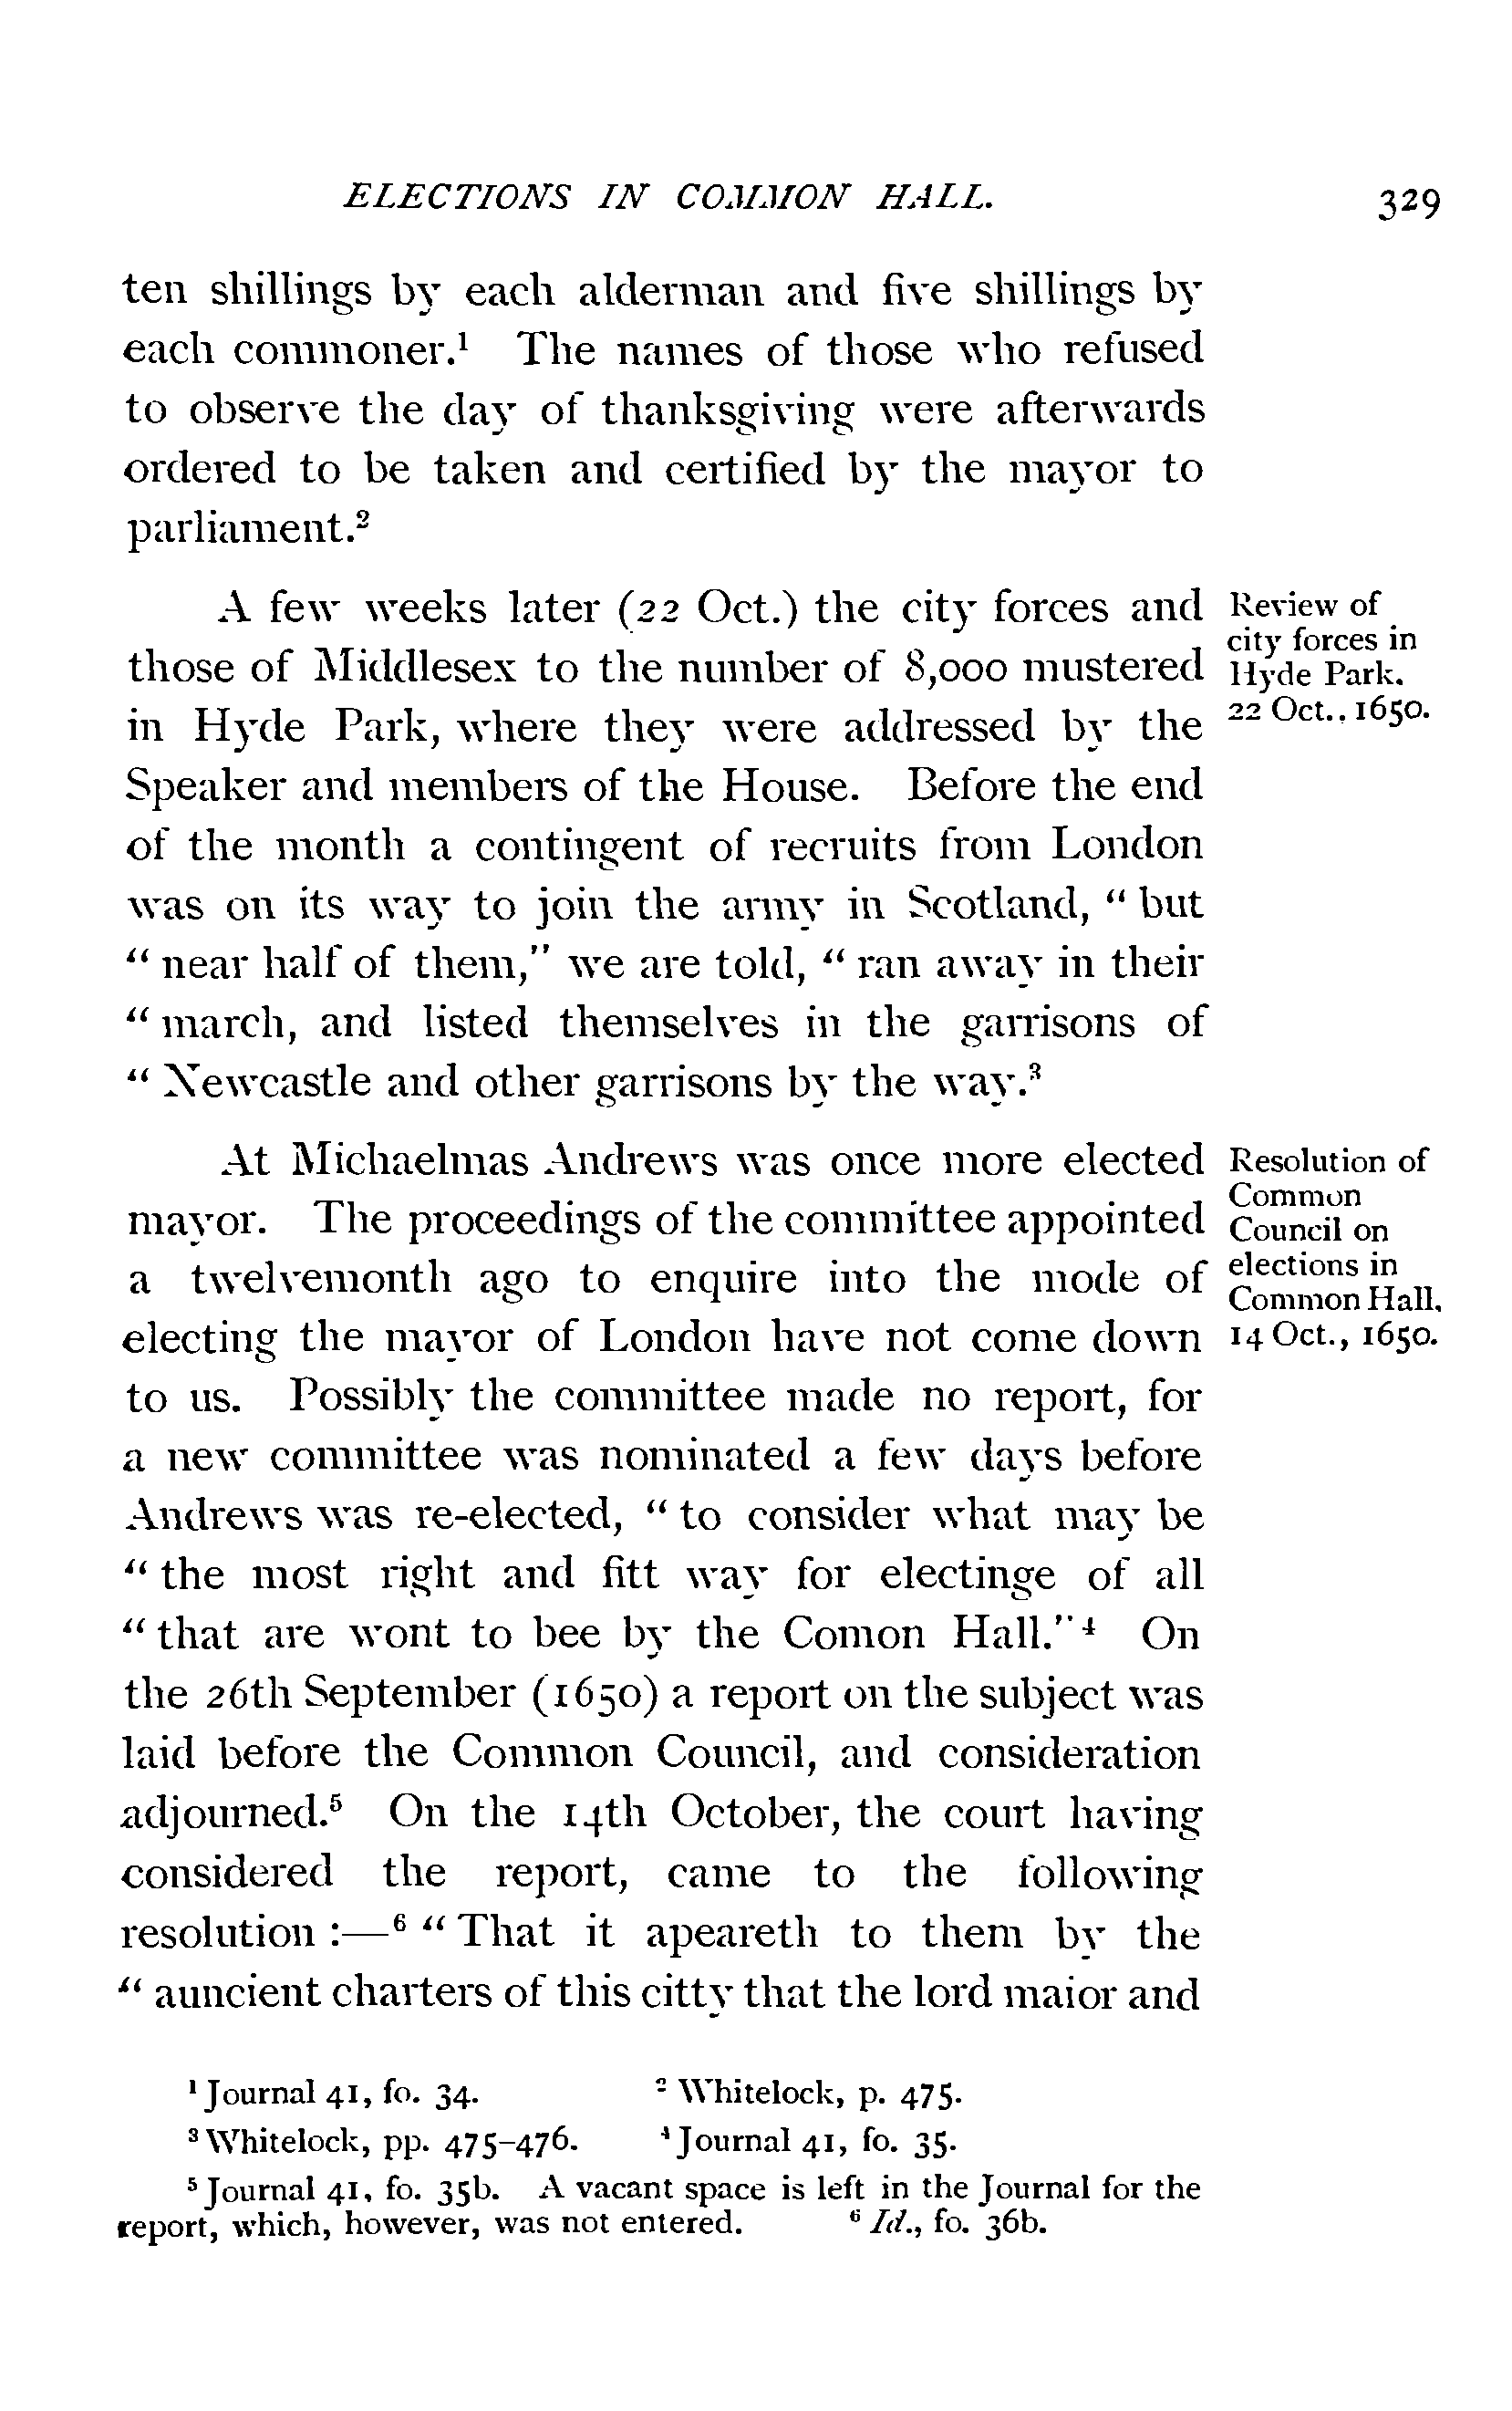 ELECTIONS IN COMMON HALL. 329
ten shillings by each alderman and five shillings by
each commoner.¹ The names of those who refused
to observe the day of thanksgiving were afterwards
ordered to be taken and certified by the mayor to
parliament.²
A few weeks later (22 Oct.) the city forces and
those of Middlesex to the number of 8,000 mustered
in Hyde Park, where they were addressed by the
Speaker and members of the House. Before the end
of the month a contingent of recruits from London
was on its way to join the army in Scotland, “ but
“ near half of them,” we are told, “ ran away in their
“ march, and listed themselves in the garrisons of
“ Newcastle and other garrisons by the way.³
Review of
city forces in
Hyde Park.
22 Oct., 1650.
At Michaelmas Andrews was once more elected
mayor. The proceedings of the committee appointed
a twelvemonth ago to enquire into the mode of
electing the mayor of London have not come down
to us. Possibly the committee made no report, for
a new committee was nominated a few days before
Andrews was re-elected, “ to consider what may be
“ the most right and fitt way for electinge of all
“ that are wont to bee by the Comon Hall.”⁴ On
the 26th September (1650) a report on the subject was
laid before the Common Council, and consideration
adjourned.⁵ On the 14th October, the court having
considered the report, came to the following
resolution :—⁶ “ That it apeareth to them by the
“ auncient charters of this citty that the lord maior and
Resolution of
Common
Council on
elections in
Common Hall,
14 Oct., 1650.
¹ Journal 41, fo. 34. ² Whitelock, p. 475.
³ Whitelock, pp. 475-476. ⁴ Journal 41, fo. 35.
⁵ Journal 41, fo. 35b. A vacant space is left in the Journal for the
report, which, however, was not entered. ⁶ Id., fo. 36b.